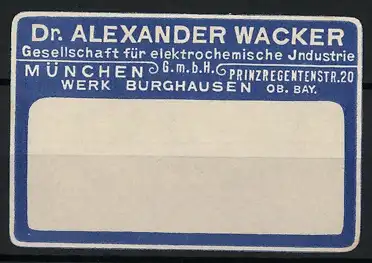 Dr. ALEXANDER WACKER
Gesellschaft für elektrochemische Jndustrie
MÜNCHEN G.m.b.H. PRINZREGENTENSTR.20
WERK BURGHAUSEN OB. BAY.